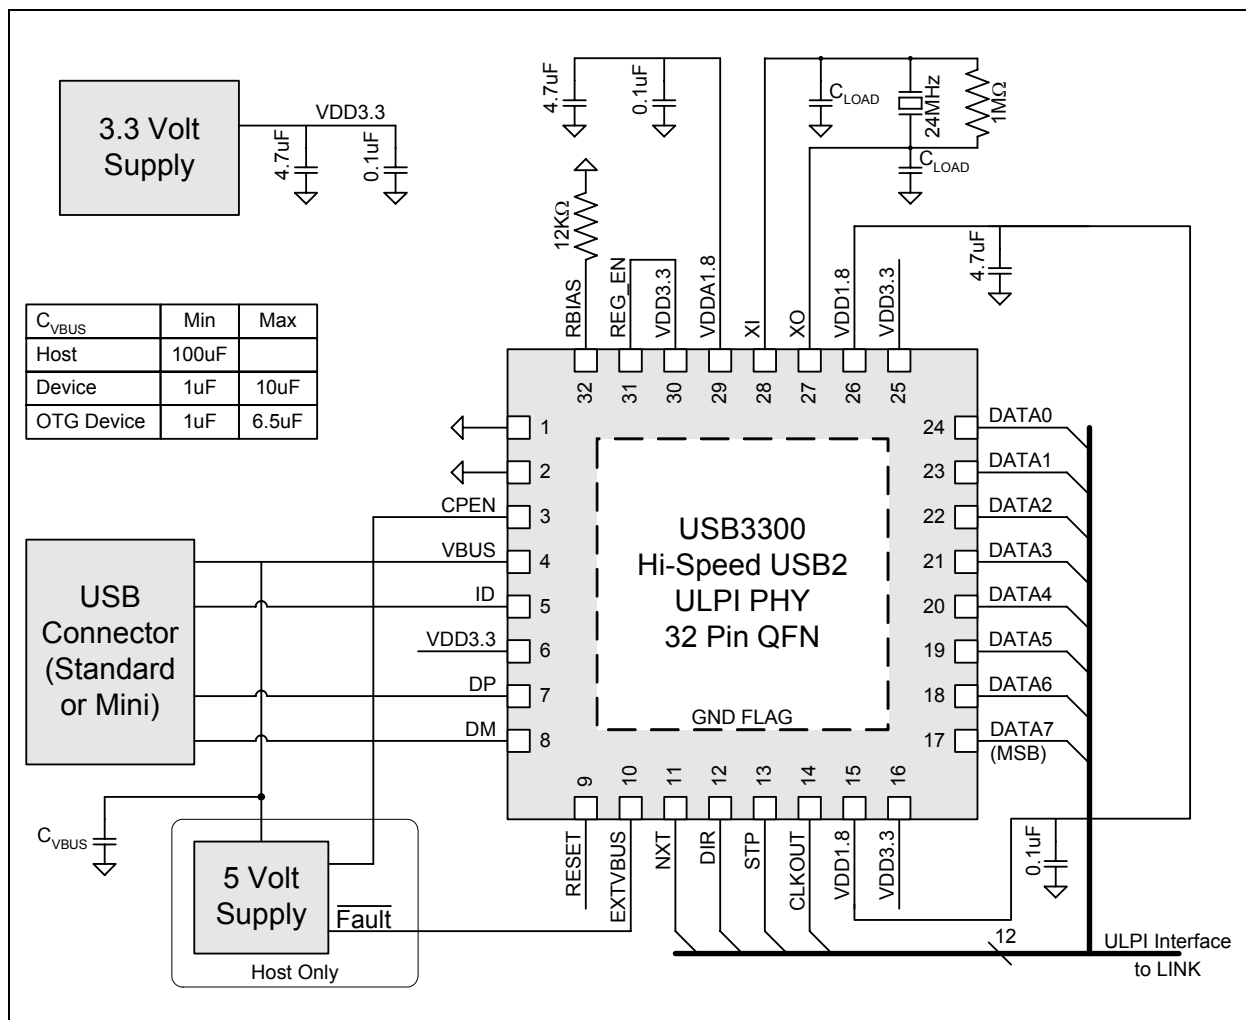 3.3 Volt
Supply
VDD3.3
4.7uF
0.1uF
4.7uF
0.1uF
C_LOAD
24MHz
1MΩ
C_LOAD
12KΩ
4.7uF
RBIAS
REG_EN
VDD3.3
VDDA1.8
XI
XO
VDD1.8
VDD3.3
32
31
30
29
28
27
26
25
C_VBUS Min Max
Host 100uF
Device 1uF 10uF
OTG Device 1uF 6.5uF
1
2
CPEN 3
VBUS 4
ID 5
VDD3.3 6
DP 7
DM 8
USB
Connector
(Standard
or Mini)
USB3300
Hi-Speed USB2
ULPI PHY
32 Pin QFN
GND FLAG
24 DATA0
23 DATA1
22 DATA2
21 DATA3
20 DATA4
19 DATA5
18 DATA6
17 DATA7
(MSB)
9
10
11
12
13
14
15
16
RESET
EXTVBUS
NXT
DIR
STP
CLKOUT
VDD1.8
VDD3.3
0.1uF
C_VBUS
5 Volt
Supply
Fault
Host Only
12
ULPI Interface
to LINK